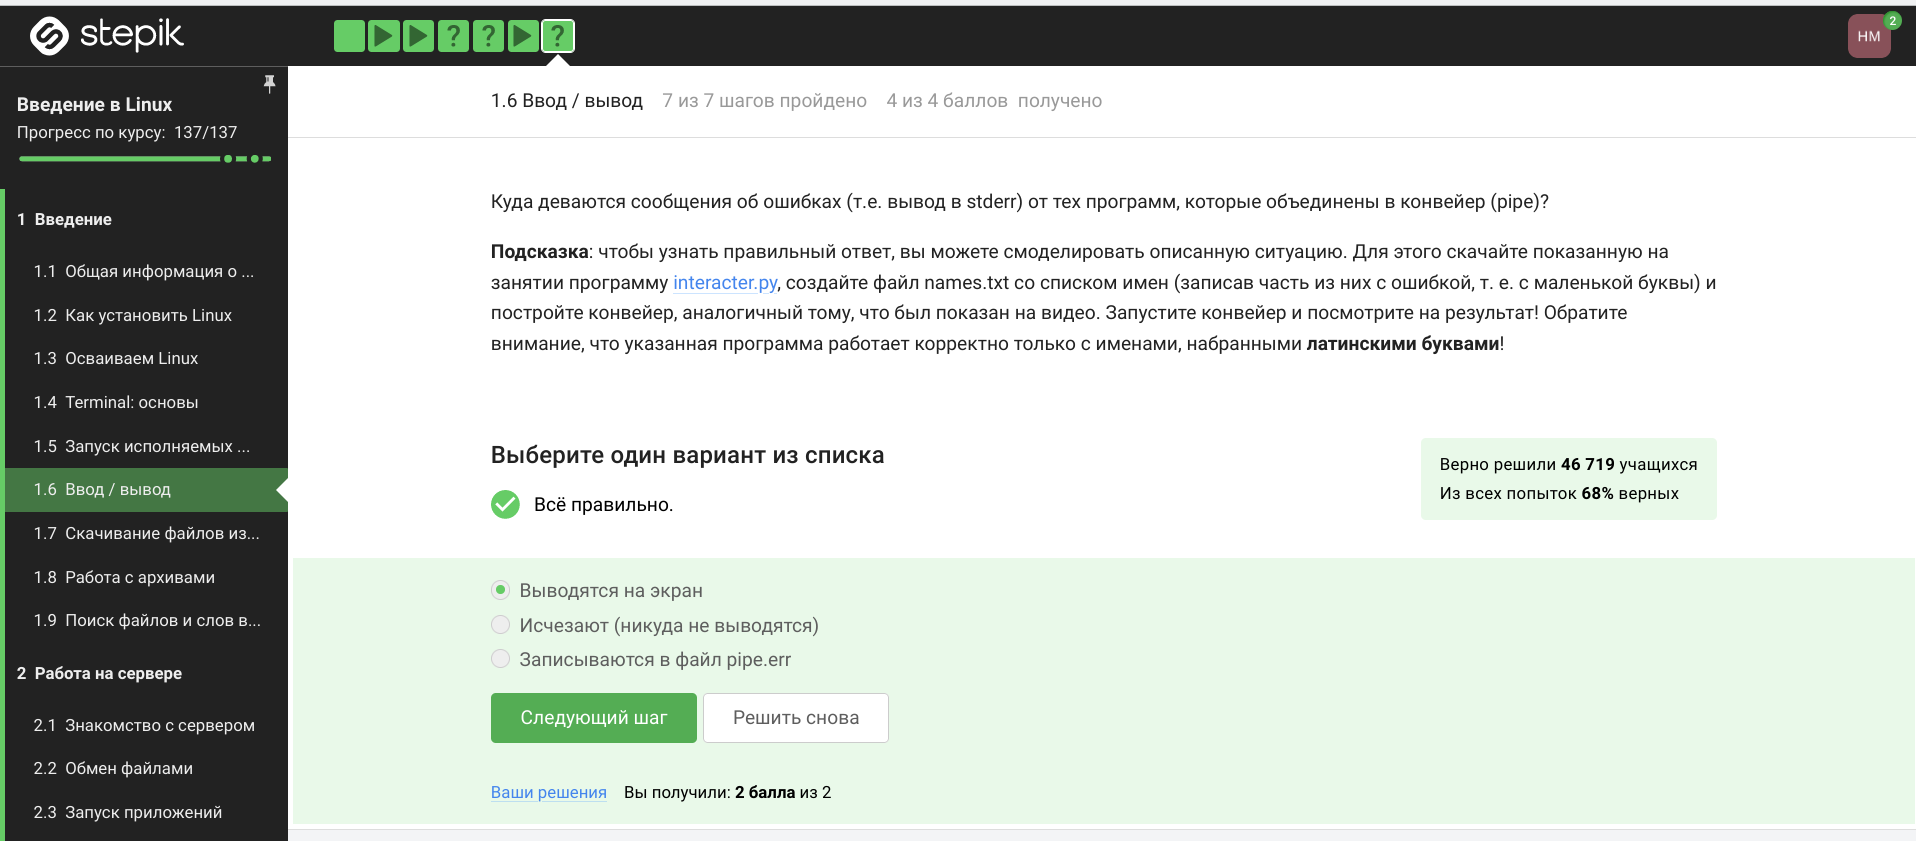 stepik
? ? ?
НМ
2
Введение в Linux
Прогресс по курсу: 137/137
1 Введение
1.1 Общая информация о ...
1.2 Как установить Linux
1.3 Осваиваем Linux
1.4 Terminal: основы
1.5 Запуск исполняемых ...
1.6 Ввод / вывод
1.7 Скачивание файлов из...
1.8 Работа с архивами
1.9 Поиск файлов и слов в...
2 Работа на сервере
2.1 Знакомство с сервером
2.2 Обмен файлами
2.3 Запуск приложений
1.6 Ввод / вывод 7 из 7 шагов пройдено 4 из 4 баллов получено
Куда деваются сообщения об ошибках (т.е. вывод в stderr) от тех программ, которые объединены в конвейер (pipe)?
Подсказка: чтобы узнать правильный ответ, вы можете смоделировать описанную ситуацию. Для этого скачайте показанную на
занятии программу interacter.py, создайте файл names.txt со списком имен (записав часть из них с ошибкой, т. е. с маленькой буквы) и
постройте конвейер, аналогичный тому, что был показан на видео. Запустите конвейер и посмотрите на результат! Обратите
внимание, что указанная программа работает корректно только с именами, набранными латинскими буквами!
Выберите один вариант из списка
Всё правильно.
Верно решили 46 719 учащихся
Из всех попыток 68% верных
Выводятся на экран
Исчезают (никуда не выводятся)
Записываются в файл pipe.err
Следующий шаг
Решить снова
Ваши решения Вы получили: 2 балла из 2